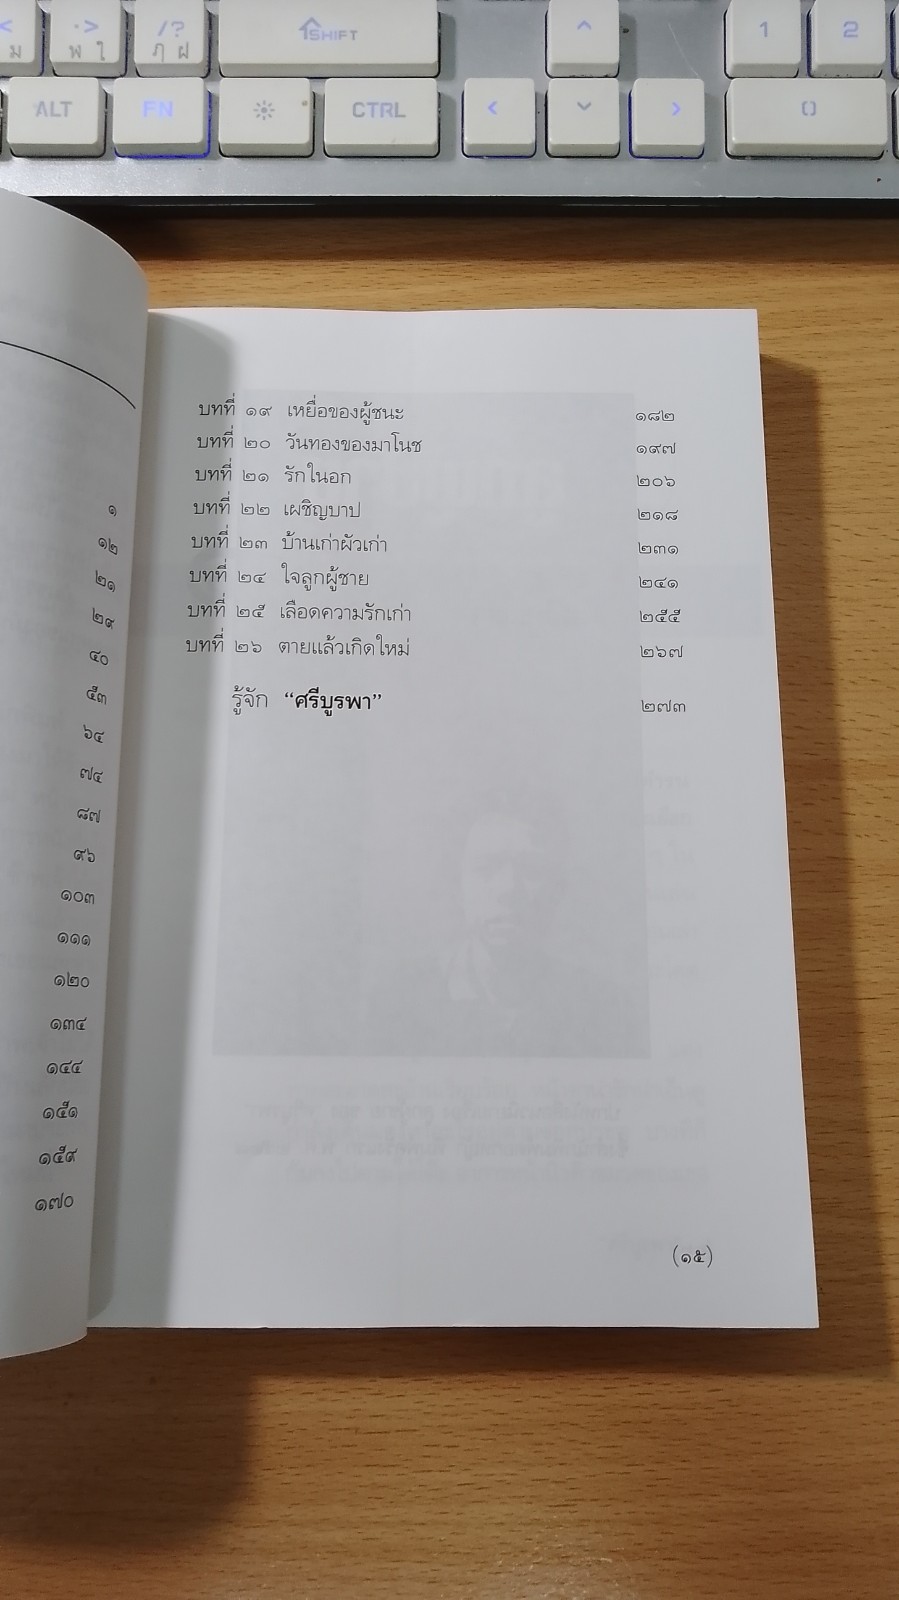 < ม
.> พ ใ
/? ฦ ฝ
SHIFT
^
1
2
ALT
FN
CTRL
<
>
0
๑
๑๒
๒๑
๒๙
๔๐
๕๓
๖๔
๗๔
๘๗
๙๖
๑๐๓
๑๑๑
๑๒๐
๑๓๔
๑๔๔
๑๕๑
๑๕๙
๑๗๐
บทที่ ๑๙ เหยื่อของผู้ชนะ ๑๘๒
บทที่ ๒๐ วันทองของมาโนช ๑๙๗
บทที่ ๒๑ รักในอก ๒๐๖
บทที่ ๒๒ เผชิญบาป ๒๑๘
บทที่ ๒๓ บ้านเก่าผัวเก่า ๒๓๑
บทที่ ๒๔ ใจลูกผู้ชาย ๒๔๑
บทที่ ๒๕ เลือดความรักเก่า ๒๕๕
บทที่ ๒๖ ตายแล้วเกิดใหม่ ๒๖๗
รู้จัก “ศรีบูรพา” ๒๗๓
(๑๕)